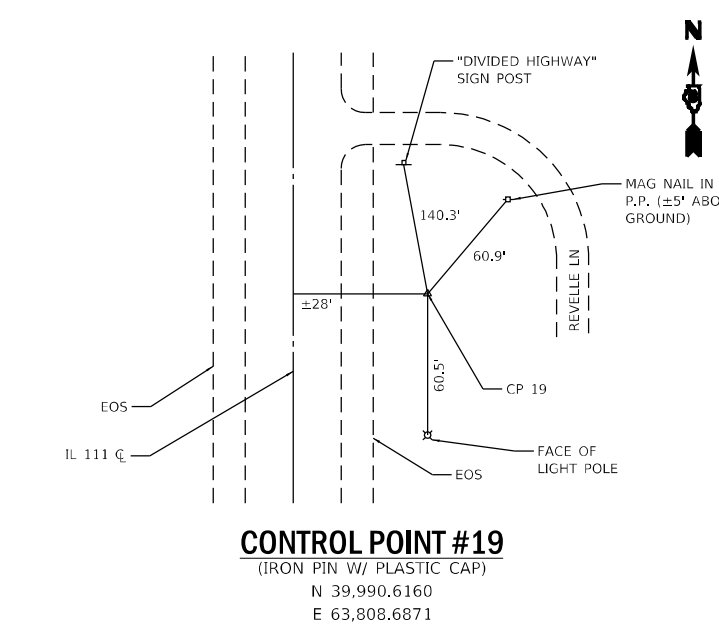 N
"DIVIDED HIGHWAY"
SIGN POST
MAG NAIL IN
P.P. (±5' ABO
GROUND)
140.3'
60.9'
REVELLE LN
±28'
60.5'
CP 19
EOS
IL 111 ℄
FACE OF
LIGHT POLE
EOS
CONTROL POINT #19
(IRON PIN W/ PLASTIC CAP)
N 39,990.6160
E 63,808.6871